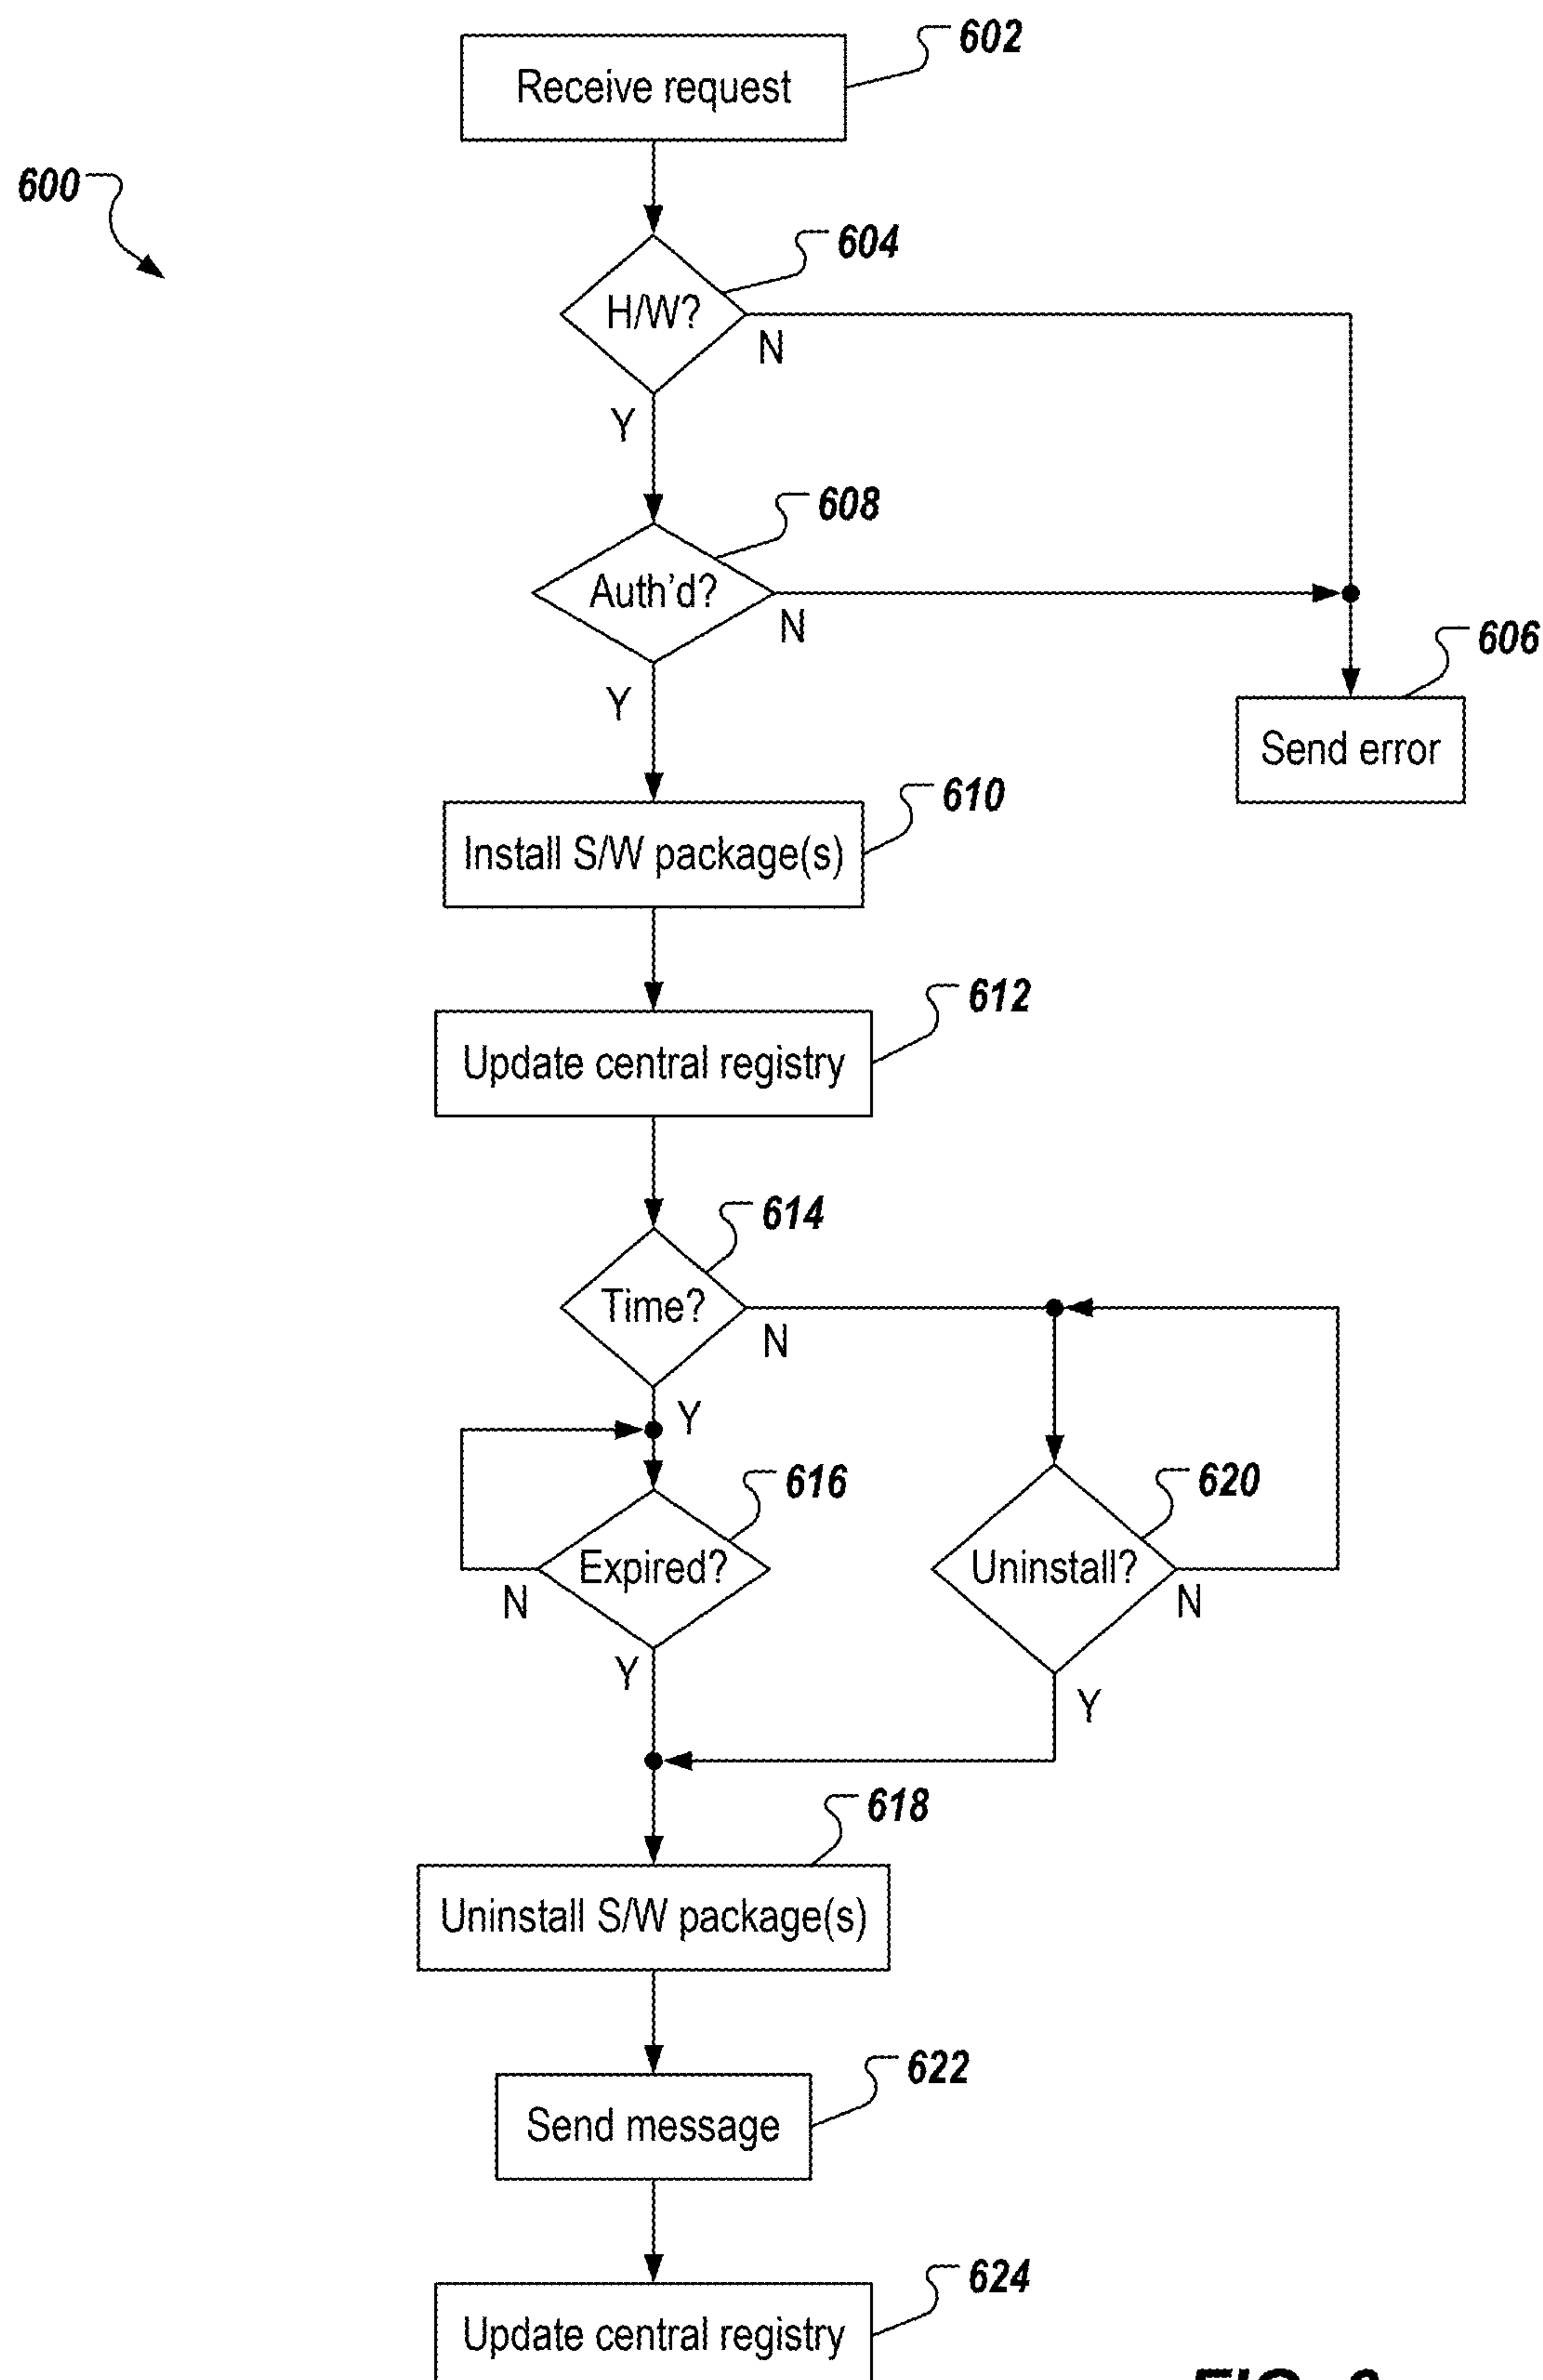 602
Receive request
600
604
H/W?
N
Y
608
Auth'd?
N
606
Y
Send error
610
Install S/W package(s)
612
Update central registry
614
Time?
N
Y
616
620
Expired?
Uninstall?
N
N
Y
Y
618
Uninstall S/W package(s)
622
Send message
624
Update central registry